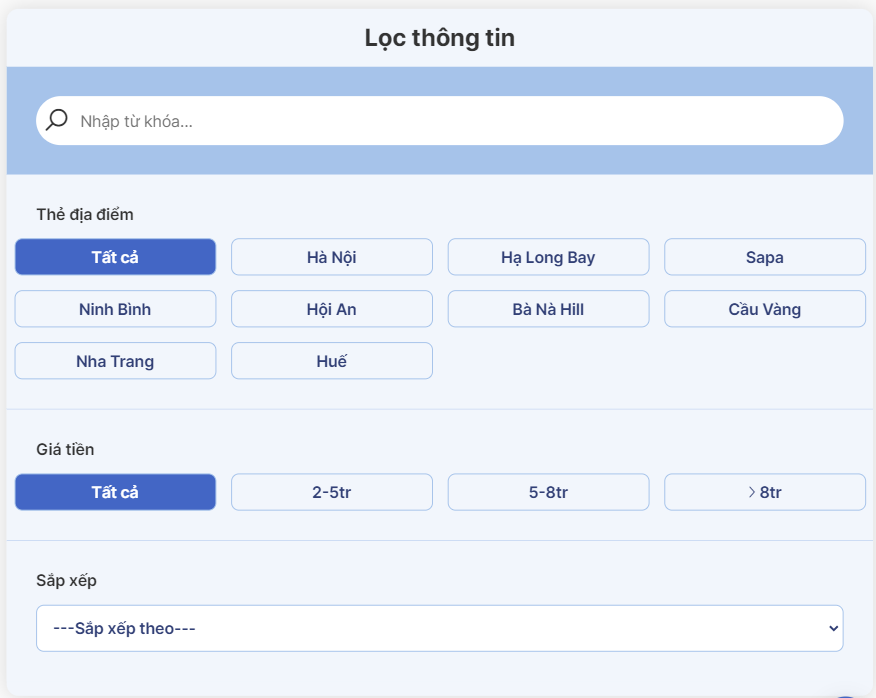 Lọc thông tin
Nhập từ khóa...
Thẻ địa điểm
Tất cả
Hà Nội
Hạ Long Bay
Sapa
Ninh Bình
Hội An
Bà Nà Hill
Cầu Vàng
Nha Trang
Huế
Giá tiền
Tất cả
2-5tr
5-8tr
> 8tr
Sắp xếp
---Sắp xếp theo---